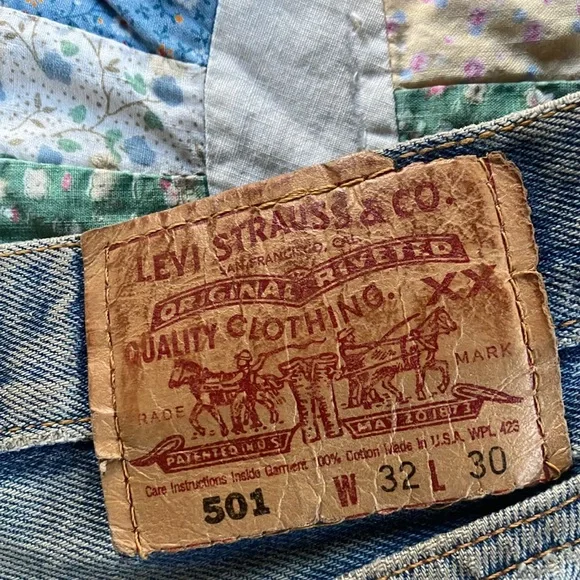 LEVI STRAUSS & CO.
SAN FRANCISCO, CAL.
ORIGINAL RIVETED
QUALITY CLOTHING. XX
TRADE MARK
PATENTED IN U.S. MAY 20 1873
Care Instructions Inside Garment 100% Cotton Made in U.S.A. WPL 423
501 W 32 L 30